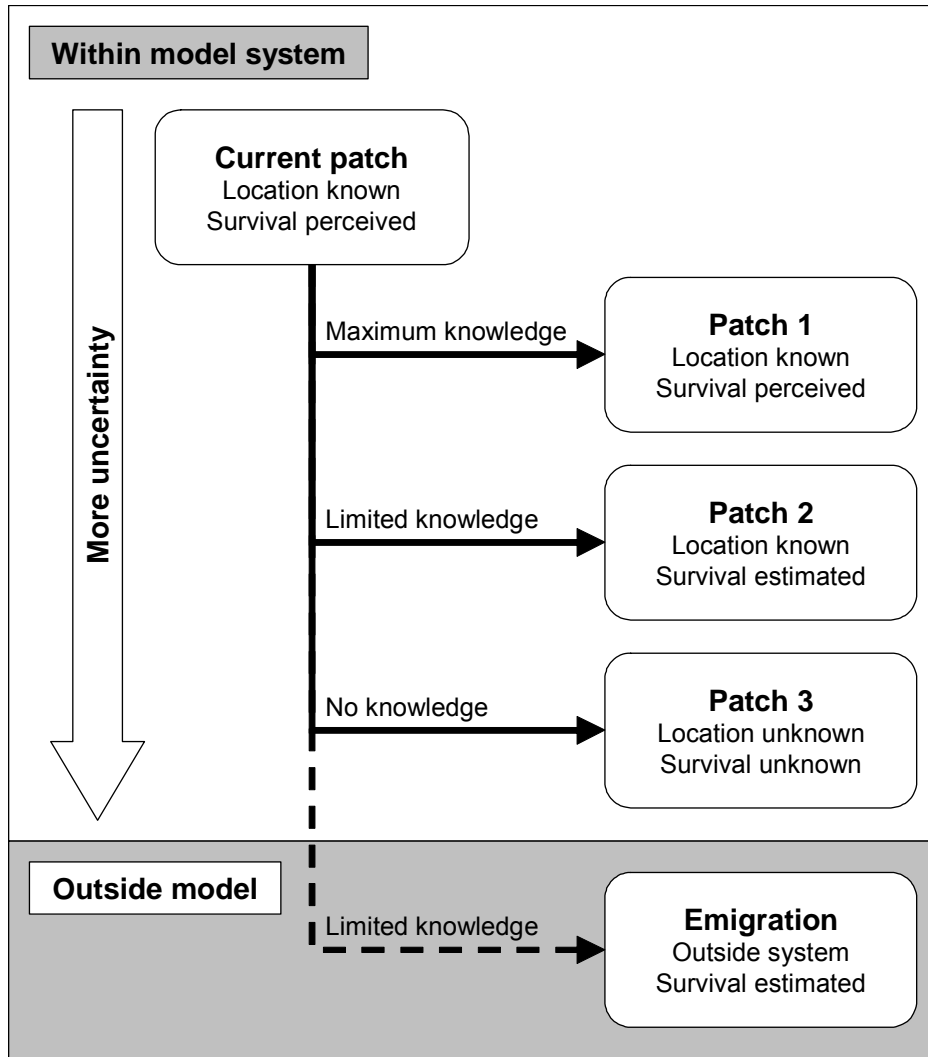 Within model system
Current patch
Location known
Survival perceived
More uncertainty
Maximum knowledge
Patch 1
Location known
Survival perceived
Limited knowledge
Patch 2
Location known
Survival estimated
No knowledge
Patch 3
Location unknown
Survival unknown
Outside model
Limited knowledge
Emigration
Outside system
Survival estimated